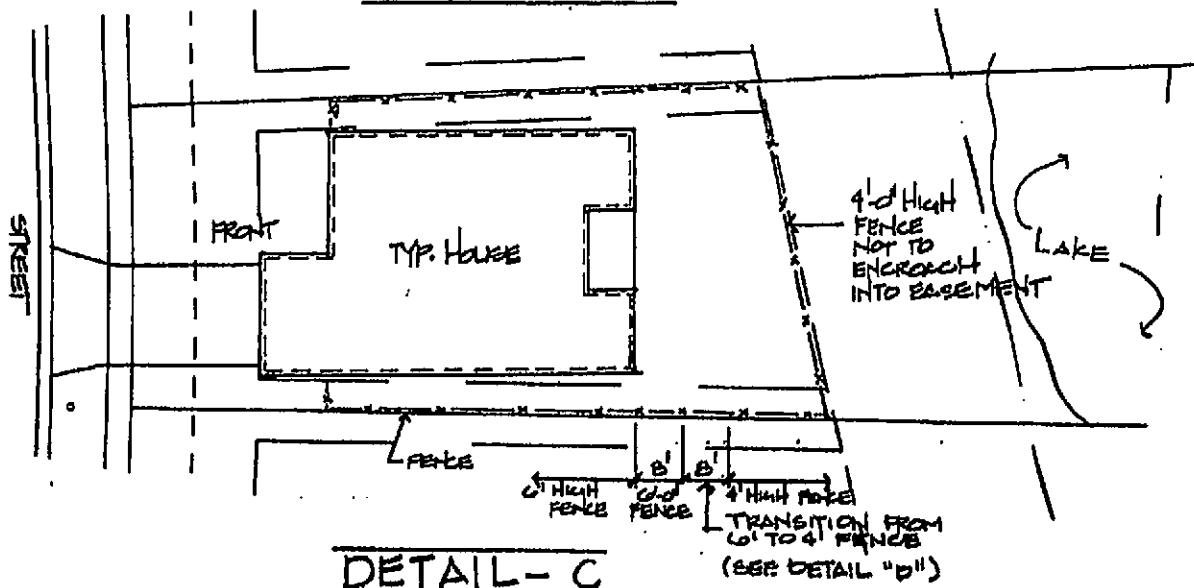 STREET
FRONT
TYP. HOUSE
4'-0" HIGH
FENCE
NOT TO
ENCROACH
INTO EASEMENT
LAKE
FENCE
6' HIGH
FENCE
8'
6'-0"
FENCE
8'
4' HIGH FENCE
TRANSITION FROM
6' TO 4' FENCE
(SEE DETAIL "D")
DETAIL - C